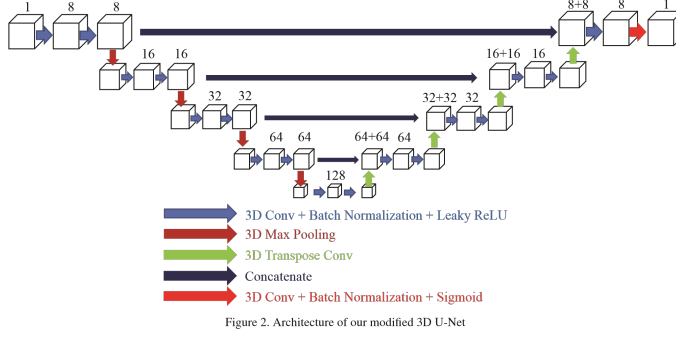 1 8 8 8+8 8 1
16 16 16+16 16
32 32 32+32 32
64 64 64+64 64
128
3D Conv + Batch Normalization + Leaky ReLU
3D Max Pooling
3D Transpose Conv
Concatenate
3D Conv + Batch Normalization + Sigmoid
Figure 2. Architecture of our modified 3D U-Net